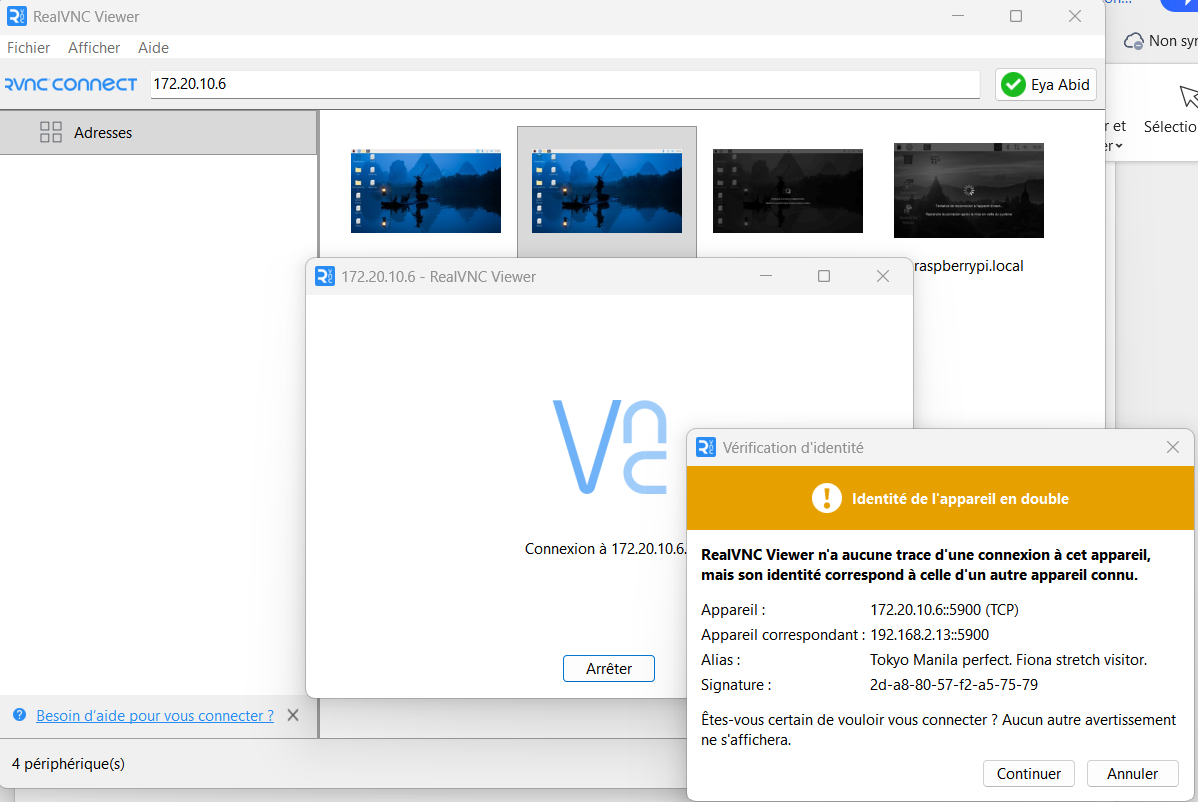 RealVNC Viewer
Fichier Afficher Aide
RVNC CONNECT
172.20.10.6
Eya Abid
Non syn
Adresses
r et
er
Sélectio
raspberrypi.local
172.20.10.6 - RealVNC Viewer
Vnc
Connexion à 172.20.10.6.
Arrêter
Vérification d'identité
Identité de l'appareil en double
RealVNC Viewer n'a aucune trace d'une connexion à cet appareil,
mais son identité correspond à celle d'un autre appareil connu.
Appareil : 172.20.10.6::5900 (TCP)
Appareil correspondant : 192.168.2.13::5900
Alias : Tokyo Manila perfect. Fiona stretch visitor.
Signature : 2d-a8-80-57-f2-a5-75-79
Êtes-vous certain de vouloir vous connecter ? Aucun autre avertissement
ne s'affichera.
Continuer Annuler
Besoin d'aide pour vous connecter ?
4 périphérique(s)